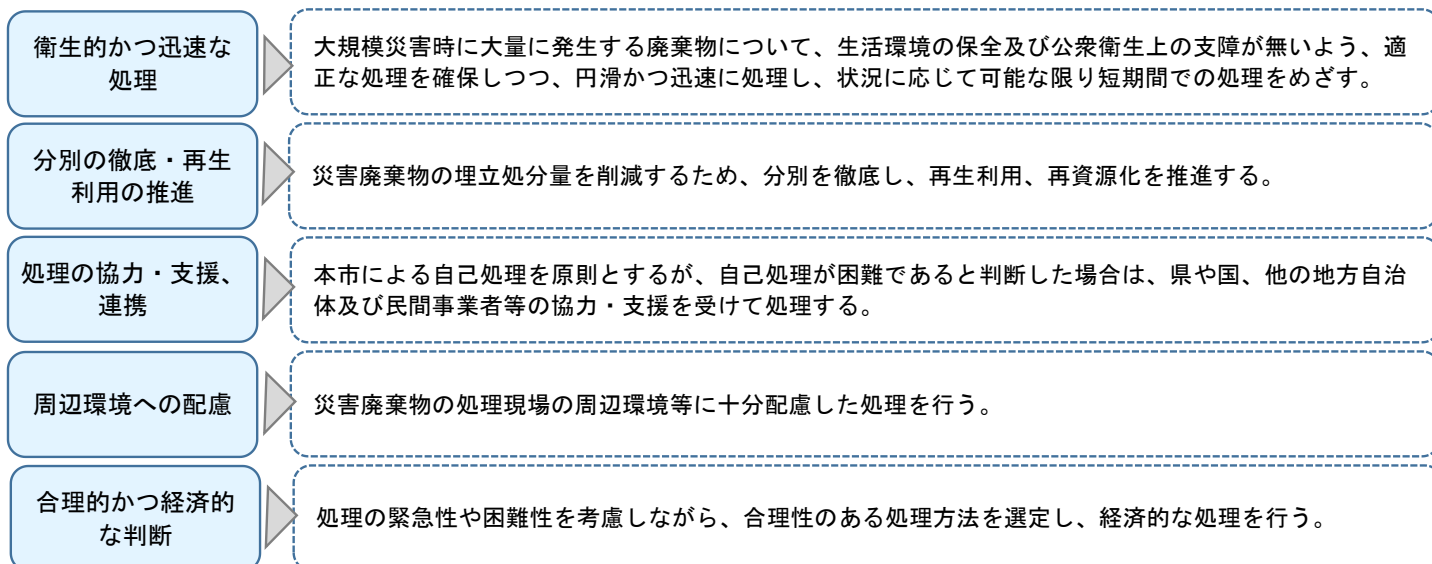 衛生的かつ迅速な
処理
大規模災害時に大量に発生する廃棄物について、生活環境の保全及び公衆衛生上の支障が無いよう、適
正な処理を確保しつつ、円滑かつ迅速に処理し、状況に応じて可能な限り短期間での処理をめざす。
分別の徹底・再生
利用の推進
災害廃棄物の埋立処分量を削減するため、分別を徹底し、再生利用、再資源化を推進する。
処理の協力・支援、
連携
本市による自己処理を原則とするが、自己処理が困難であると判断した場合は、県や国、他の地方自治
体及び民間事業者等の協力・支援を受けて処理する。
周辺環境への配慮
災害廃棄物の処理現場の周辺環境等に十分配慮した処理を行う。
合理的かつ経済的
な判断
処理の緊急性や困難性を考慮しながら、合理性のある処理方法を選定し、経済的な処理を行う。